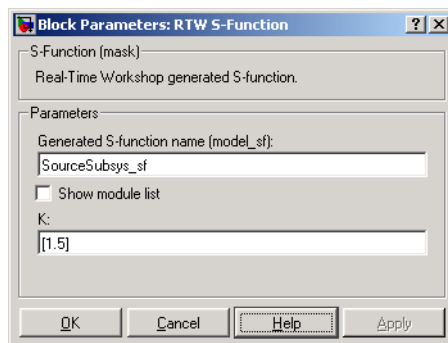 Block Parameters: RTW S-Function
S-Function (mask)
Real-Time Workshop generated S-function.
Parameters
Generated S-function name (model_sf):
SourceSubsys_sf
Show module list
K:
[1.5]
OK Cancel Help Apply